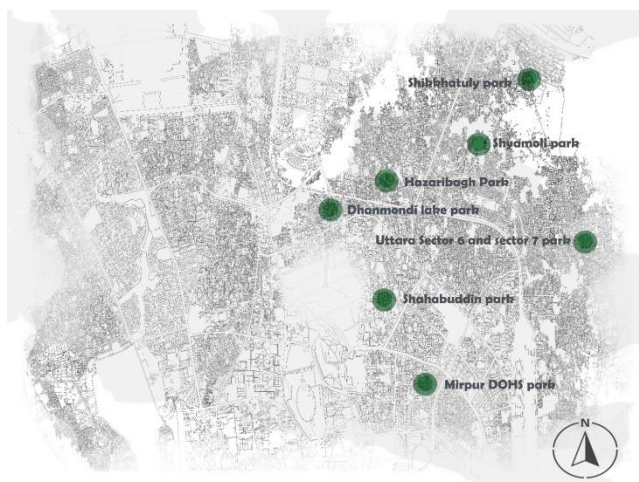 Shikkhatuly park
Shyamoli park
Hazaribagh Park
Dhanmondi lake park
Uttara Sector 6 and sector 7 park
Shahabuddin park
Mirpur DOHS park
N